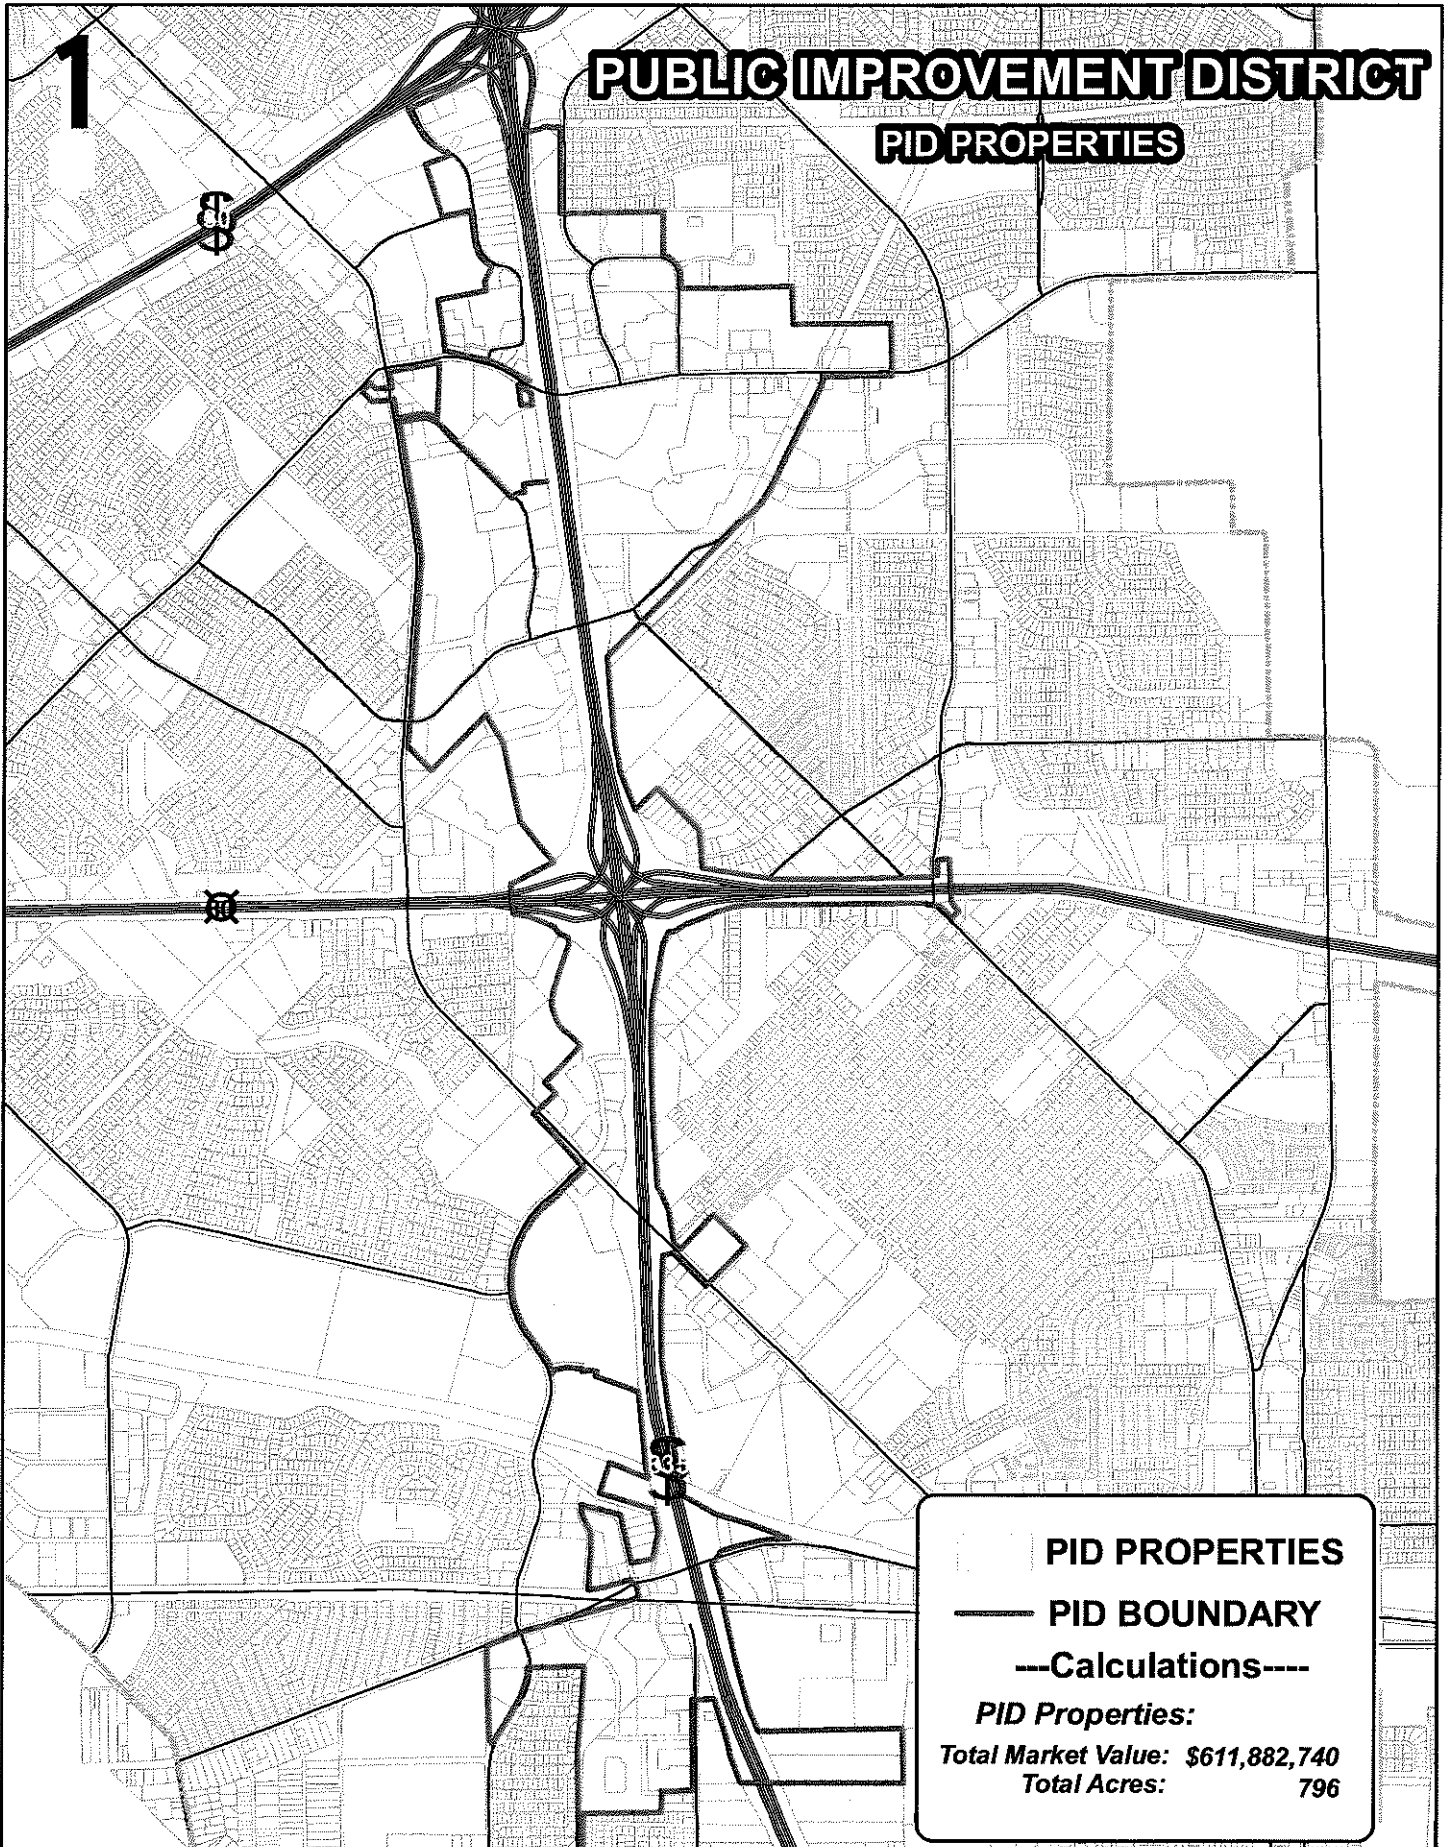 1
PUBLIC IMPROVEMENT DISTRICT
PID PROPERTIES
635
PID PROPERTIES
PID BOUNDARY
---Calculations----
PID Properties:
Total Market Value: $611,882,740
Total Acres: 796